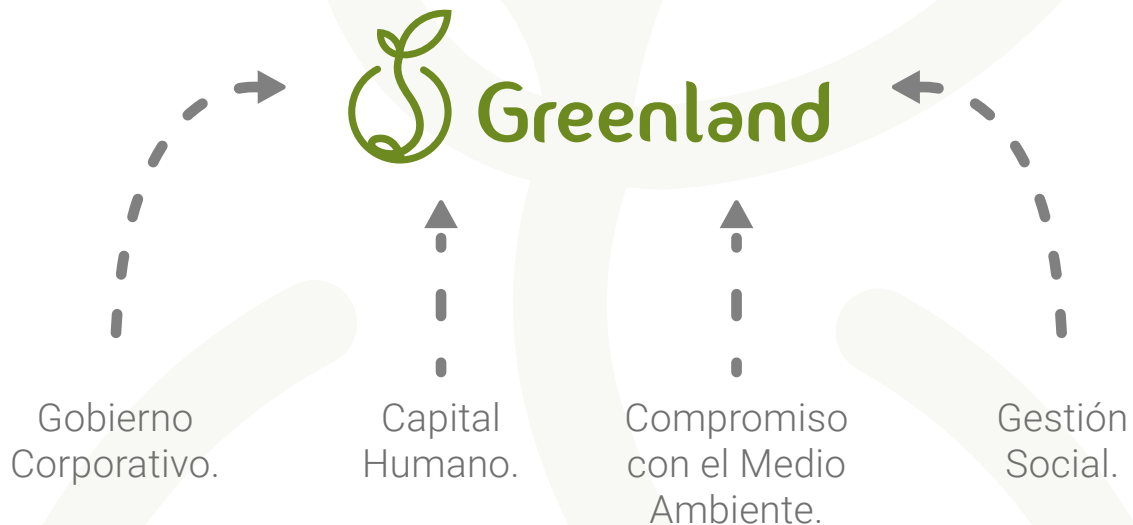 Greenland
Gobierno
Corporativo.
Capital
Humano.
Compromiso
con el Medio
Ambiente.
Gestión
Social.